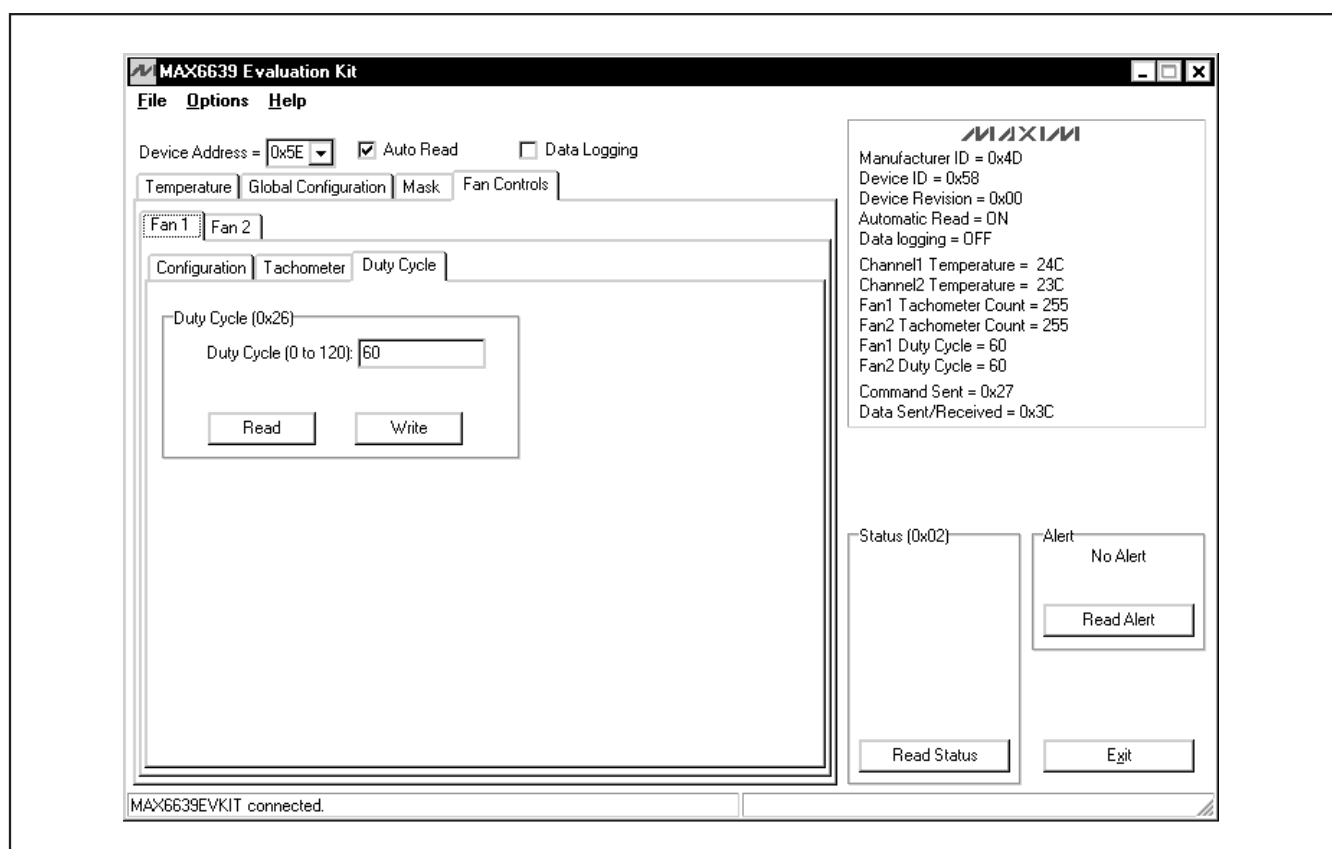 MAX6639 Evaluation Kit
File Options Help
Device Address = 0x5E Auto Read Data Logging
Temperature Global Configuration Mask Fan Controls
Fan 1 Fan 2
Configuration Tachometer Duty Cycle
Duty Cycle (0x26)
Duty Cycle (0 to 120): 60
Read Write
MAXIM
Manufacturer ID = 0x4D
Device ID = 0x58
Device Revision = 0x00
Automatic Read = ON
Data logging = OFF
Channel1 Temperature = 24C
Channel2 Temperature = 23C
Fan1 Tachometer Count = 255
Fan2 Tachometer Count = 255
Fan1 Duty Cycle = 60
Fan2 Duty Cycle = 60
Command Sent = 0x27
Data Sent/Received = 0x3C
Status (0x02)
Read Status
Alert
No Alert
Read Alert
Exit
MAX6639EVKIT connected.